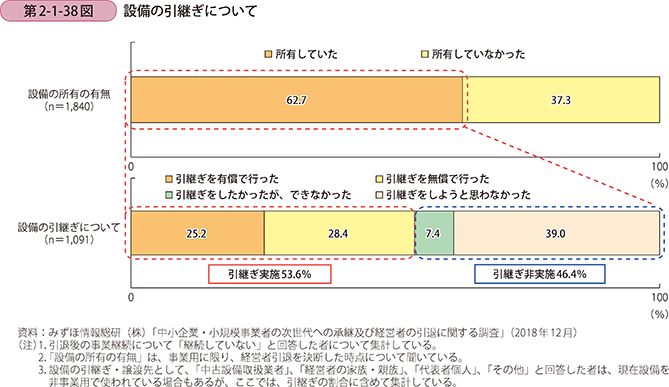 第2-1-38図 設備の引継ぎについて
所有していた 所有していなかった
設備の所有の有無
（n＝1,840）
62.7 37.3
0 100
（%）
引継ぎを有償で行った 引継ぎを無償で行った
引継ぎをしたかったが、できなかった 引継ぎをしようと思わなかった
設備の引継ぎについて
（n＝1,091）
25.2 28.4 7.4 39.0
引継ぎ実施53.6% 引継ぎ非実施46.4%
0 100
（%）
資料：みずほ情報総研（株）「中小企業・小規模事業者の次世代への承継及び経営者の引退に関する調査」（2018年12月）
（注）1. 引退後の事業継続について「継続していない」と回答した者について集計している。
2. 「設備の所有の有無」は、事業用に限り、経営者引退を決断した時点について聞いている。
3. 設備の引継ぎ・譲渡先として、「中古設備取扱業者」、「経営者の家族・親族」、「代表者個人」、「その他」と回答した者は、現在設備を
非事業用で使われている場合もあるが、ここでは、引継ぎの割合に含めて集計している。